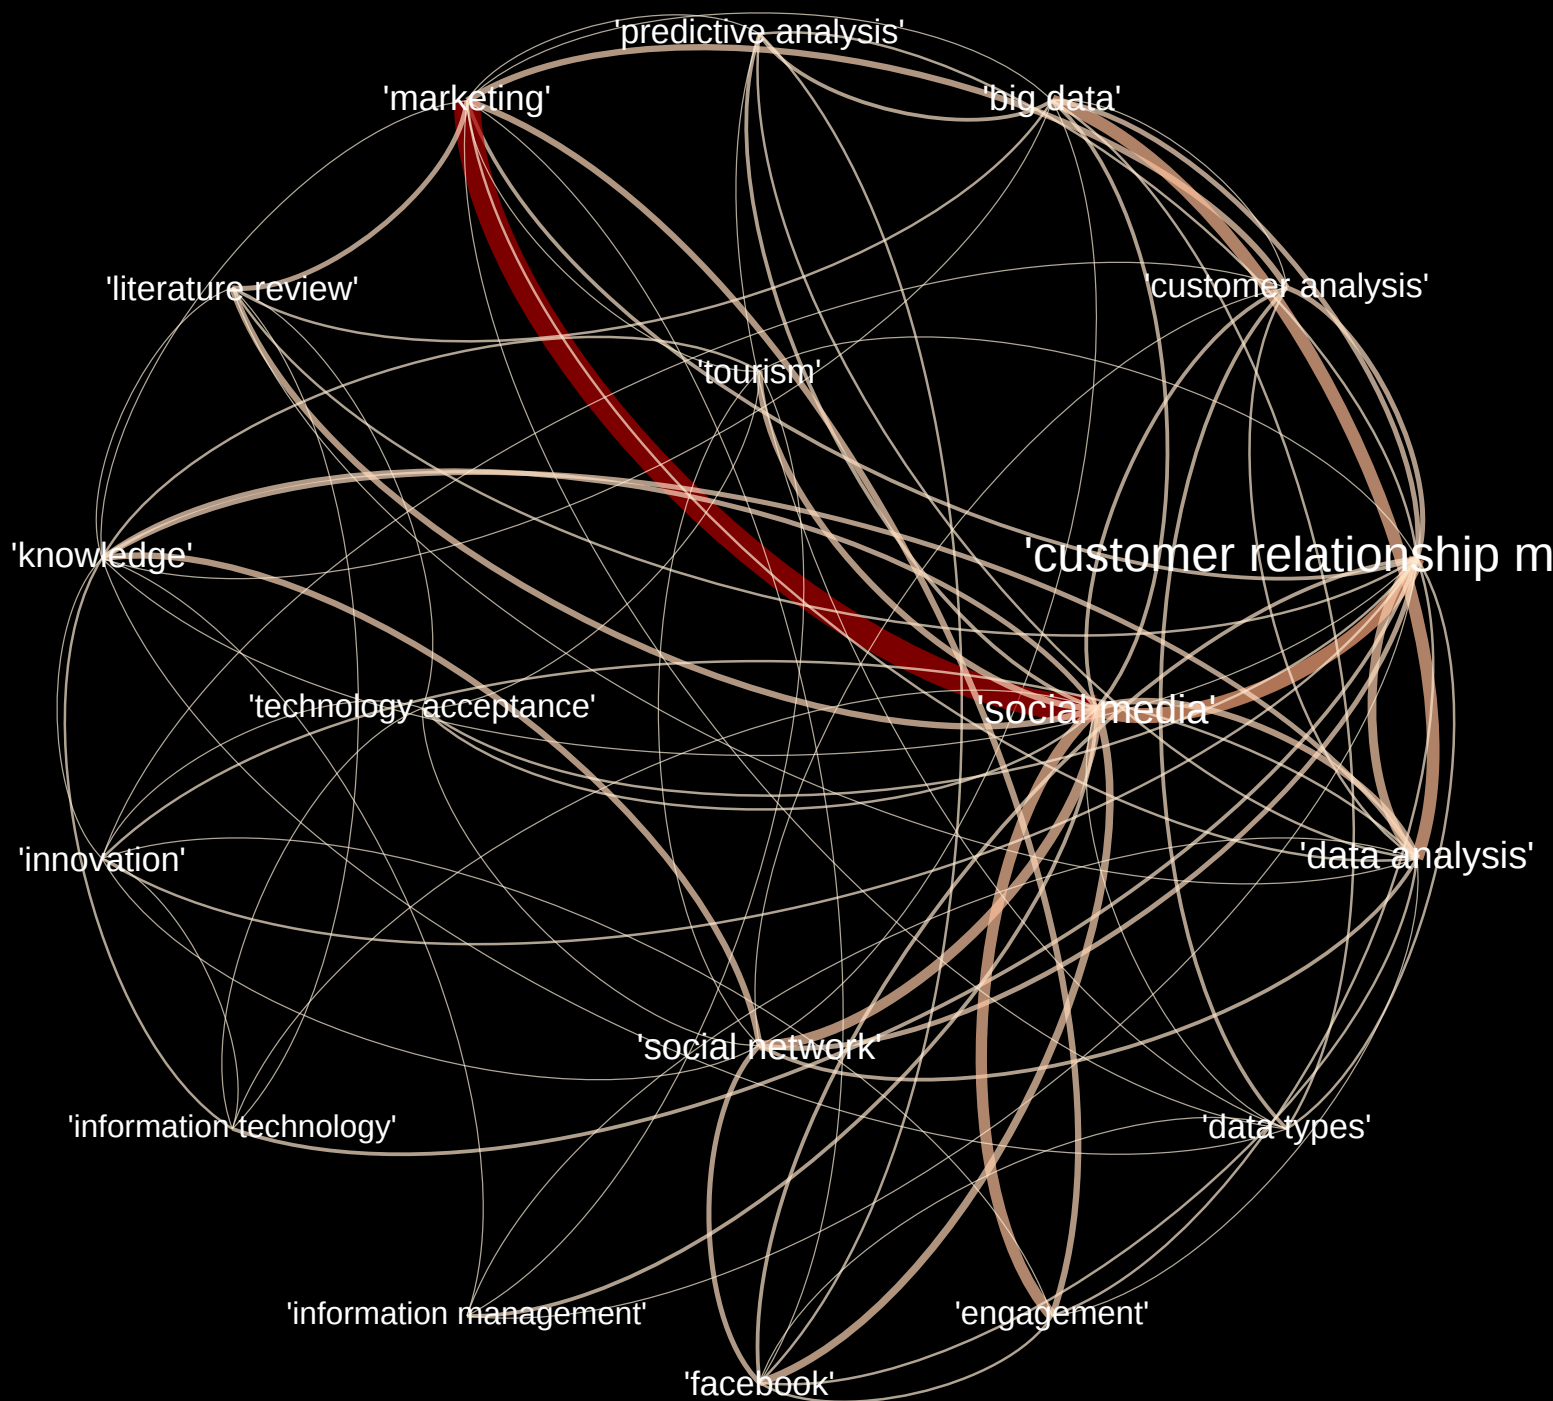 'predictive analysis'
'marketing'
'big data'
'literature review'
'customer analysis'
'tourism'
'knowledge'
'customer relationship m
'technology acceptance'
'social media'
'innovation'
'data analysis'
'social network'
'information technology'
'data types'
'information management'
'engagement'
'facebook'